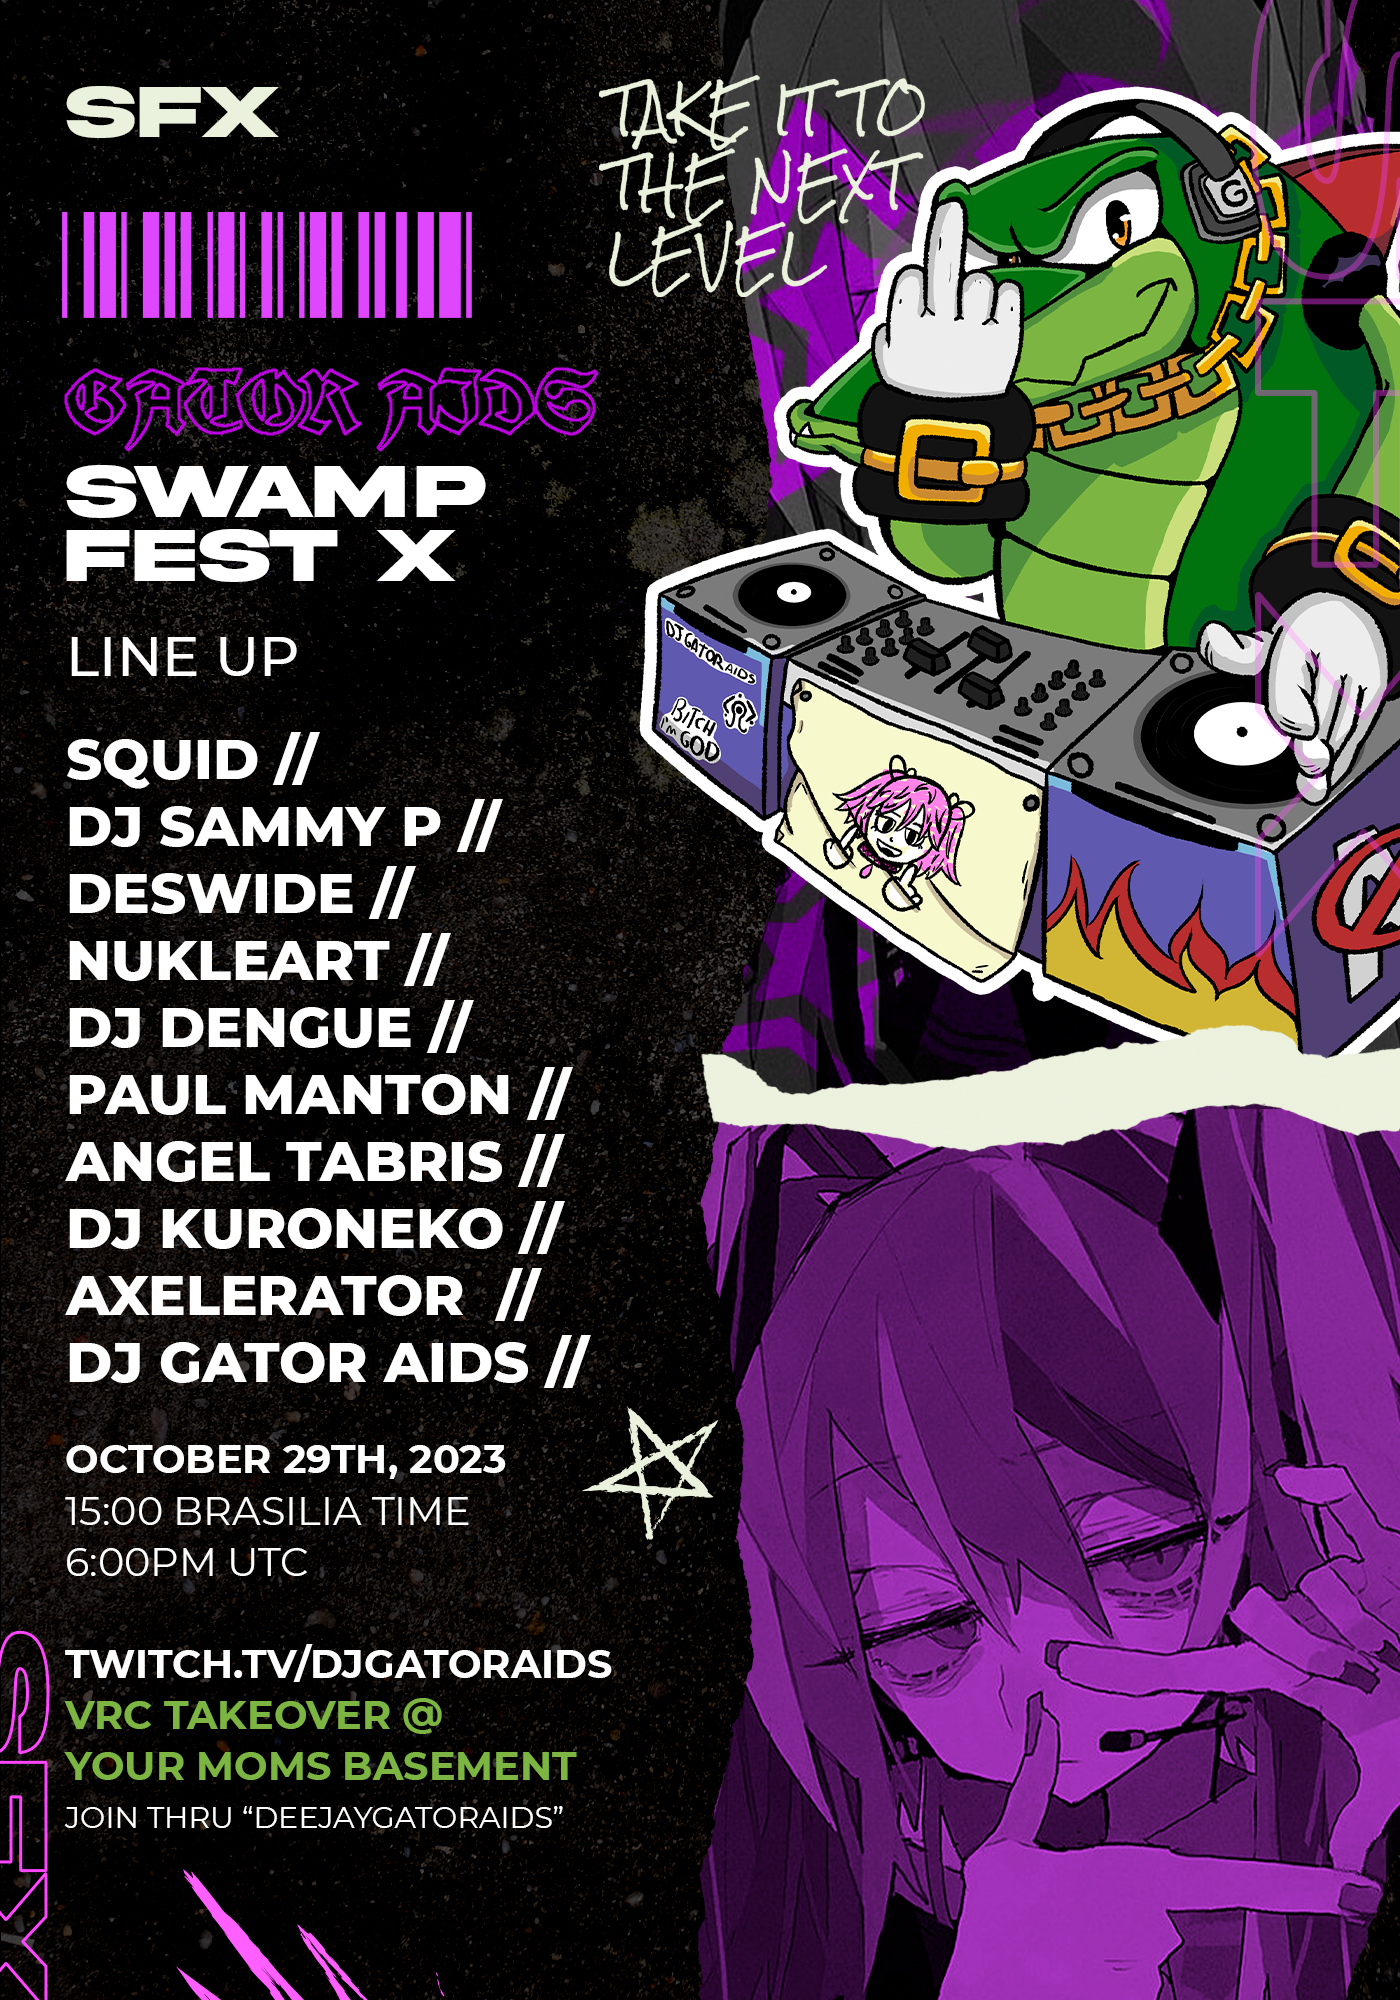 SFX
TAKE IT TO
THE NEXT
LEVEL
GATOR AIDS
SWAMP
FEST X
LINE UP
SQUID //
DJ SAMMY P //
DESWIDE //
NUKLEART //
DJ DENGUE //
PAUL MANTON //
ANGEL TABRIS //
DJ KURONEKO //
AXELERATOR //
DJ GATOR AIDS //
OCTOBER 29TH, 2023
15:00 BRASILIA TIME
6:00PM UTC
TWITCH.TV/DJGATORAIDS
VRC TAKEOVER @
YOUR MOMS BASEMENT
JOIN THRU “DEEJAYGATORAIDS”
G
DJ GATOR AIDS
BITCH
I'm GOD
SFX